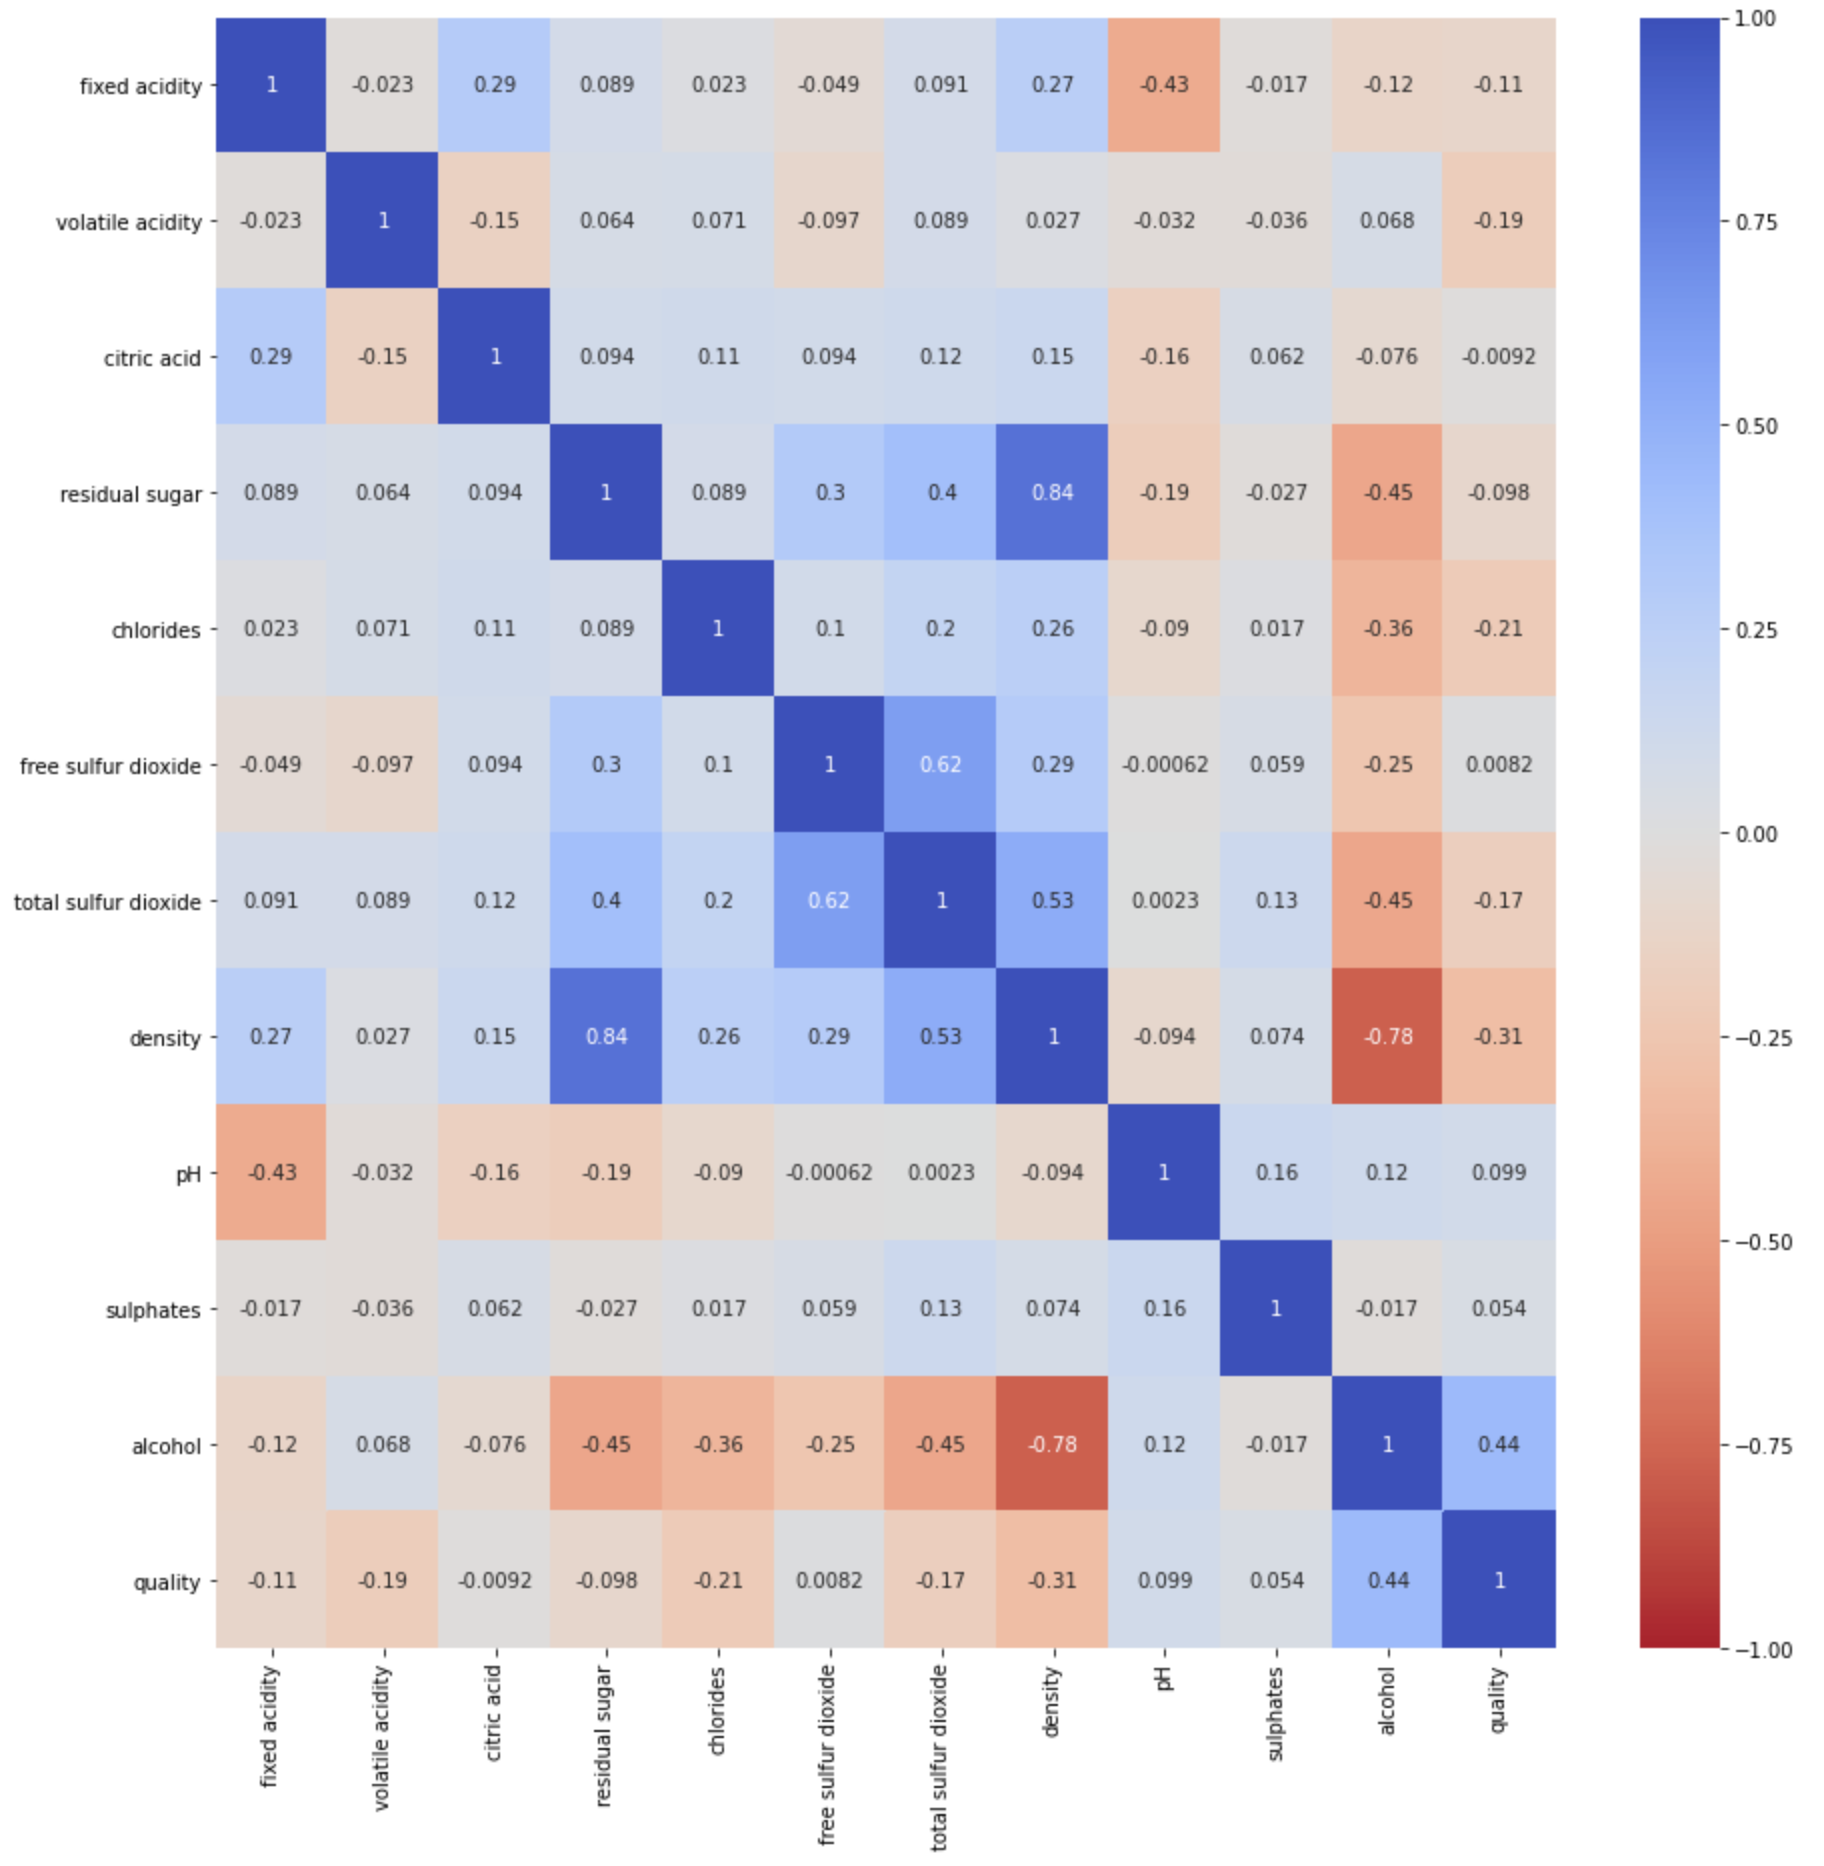 fixed acidity 1 -0.023 0.29 0.089 0.023 -0.049 0.091 0.27 -0.43 -0.017 -0.12 -0.11
volatile acidity -0.023 1 -0.15 0.064 0.071 -0.097 0.089 0.027 -0.032 -0.036 0.068 -0.19
citric acid 0.29 -0.15 1 0.094 0.11 0.094 0.12 0.15 -0.16 0.062 -0.076 -0.0092
residual sugar 0.089 0.064 0.094 1 0.089 0.3 0.4 0.84 -0.19 -0.027 -0.45 -0.098
chlorides 0.023 0.071 0.11 0.089 1 0.1 0.2 0.26 -0.09 0.017 -0.36 -0.21
free sulfur dioxide -0.049 -0.097 0.094 0.3 0.1 1 0.62 0.29 -0.00062 0.059 -0.25 0.0082
total sulfur dioxide 0.091 0.089 0.12 0.4 0.2 0.62 1 0.53 0.0023 0.13 -0.45 -0.17
density 0.27 0.027 0.15 0.84 0.26 0.29 0.53 1 -0.094 0.074 -0.78 -0.31
pH -0.43 -0.032 -0.16 -0.19 -0.09 -0.00062 0.0023 -0.094 1 0.16 0.12 0.099
sulphates -0.017 -0.036 0.062 -0.027 0.017 0.059 0.13 0.074 0.16 1 -0.017 0.054
alcohol -0.12 0.068 -0.076 -0.45 -0.36 -0.25 -0.45 -0.78 0.12 -0.017 1 0.44
quality -0.11 -0.19 -0.0092 -0.098 -0.21 0.0082 -0.17 -0.31 0.099 0.054 0.44 1
fixed acidity
volatile acidity
citric acid
residual sugar
chlorides
free sulfur dioxide
total sulfur dioxide
density
pH
sulphates
alcohol
quality
1.00
0.75
0.50
0.25
0.00
−0.25
−0.50
−0.75
−1.00